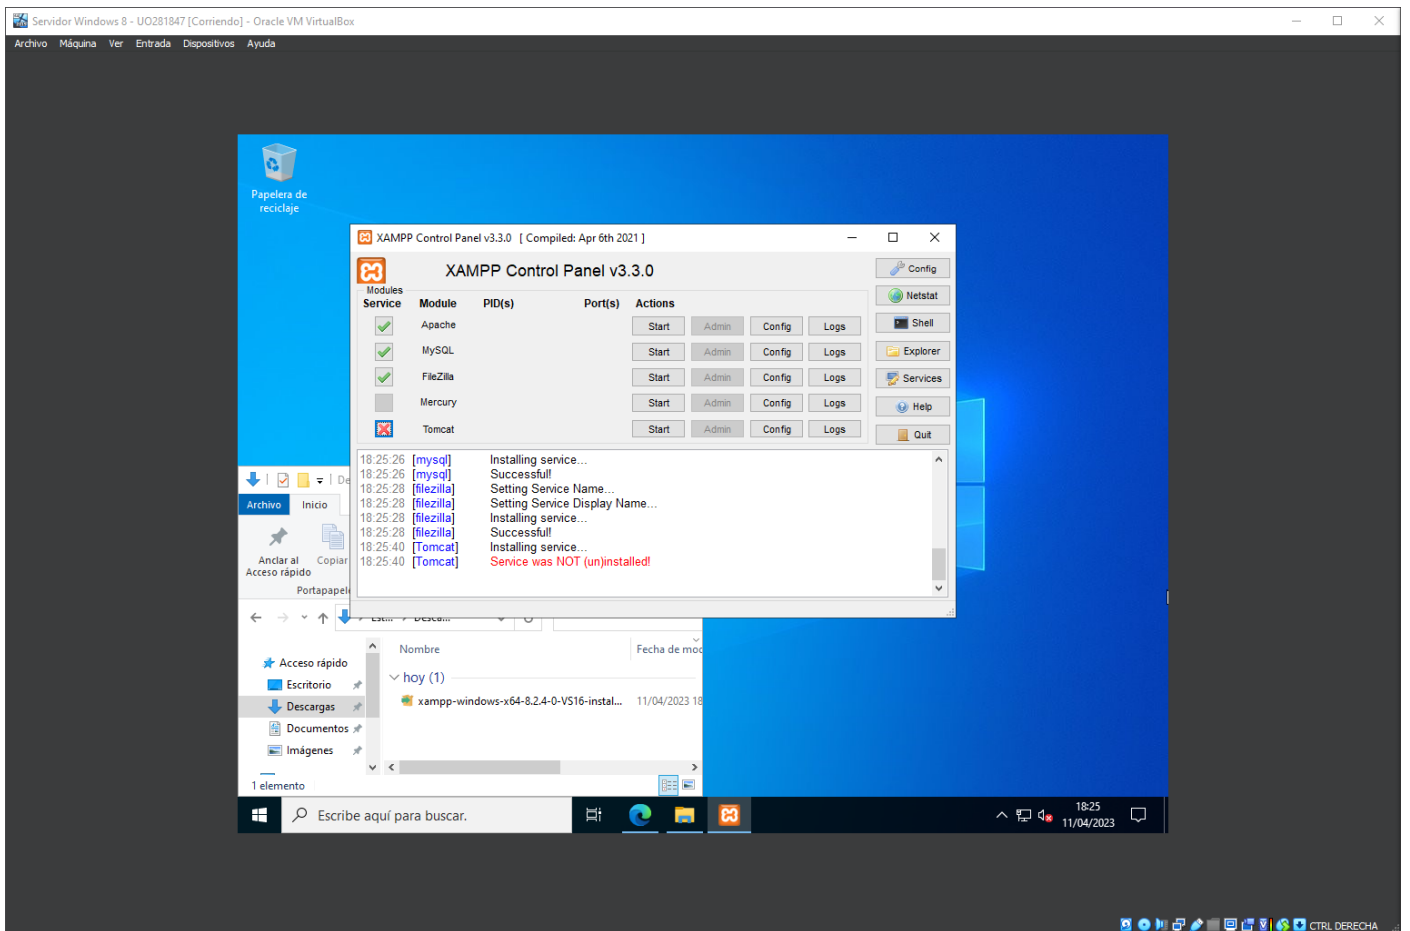 Servidor Windows 8 - UO281847 [Corriendo] - Oracle VM VirtualBox
Archivo Máquina Ver Entrada Dispositivos Ayuda
Papelera de
reciclaje
XAMPP Control Panel v3.3.0 [ Compiled: Apr 6th 2021 ]
XAMPP Control Panel v3.3.0
Config
Modules
Service Module PID(s) Port(s) Actions
Netstat
Apache Start Admin Config Logs
Shell
MySQL Start Admin Config Logs
Explorer
FileZilla Start Admin Config Logs
Services
Mercury Start Admin Config Logs
Help
Tomcat Start Admin Config Logs
Quit
18:25:26 [mysql] Installing service...
18:25:26 [mysql] Successful!
18:25:28 [filezilla] Setting Service Name...
18:25:28 [filezilla] Setting Service Display Name...
18:25:28 [filezilla] Installing service...
18:25:28 [filezilla] Successful!
18:25:40 [Tomcat] Installing service...
18:25:40 [Tomcat] Service was NOT (un)installed!
De
Archivo Inicio
Anclar al
Acceso rápido
Copiar
Portapapele
Nombre Fecha de moc
Acceso rápido
hoy (1)
Escritorio
xampp-windows-x64-8.2.4-0-VS16-instal... 11/04/2023 18
Descargas
Documentos
Imágenes
1 elemento
Escribe aquí para buscar.
18:25
11/04/2023
CTRL DERECHA